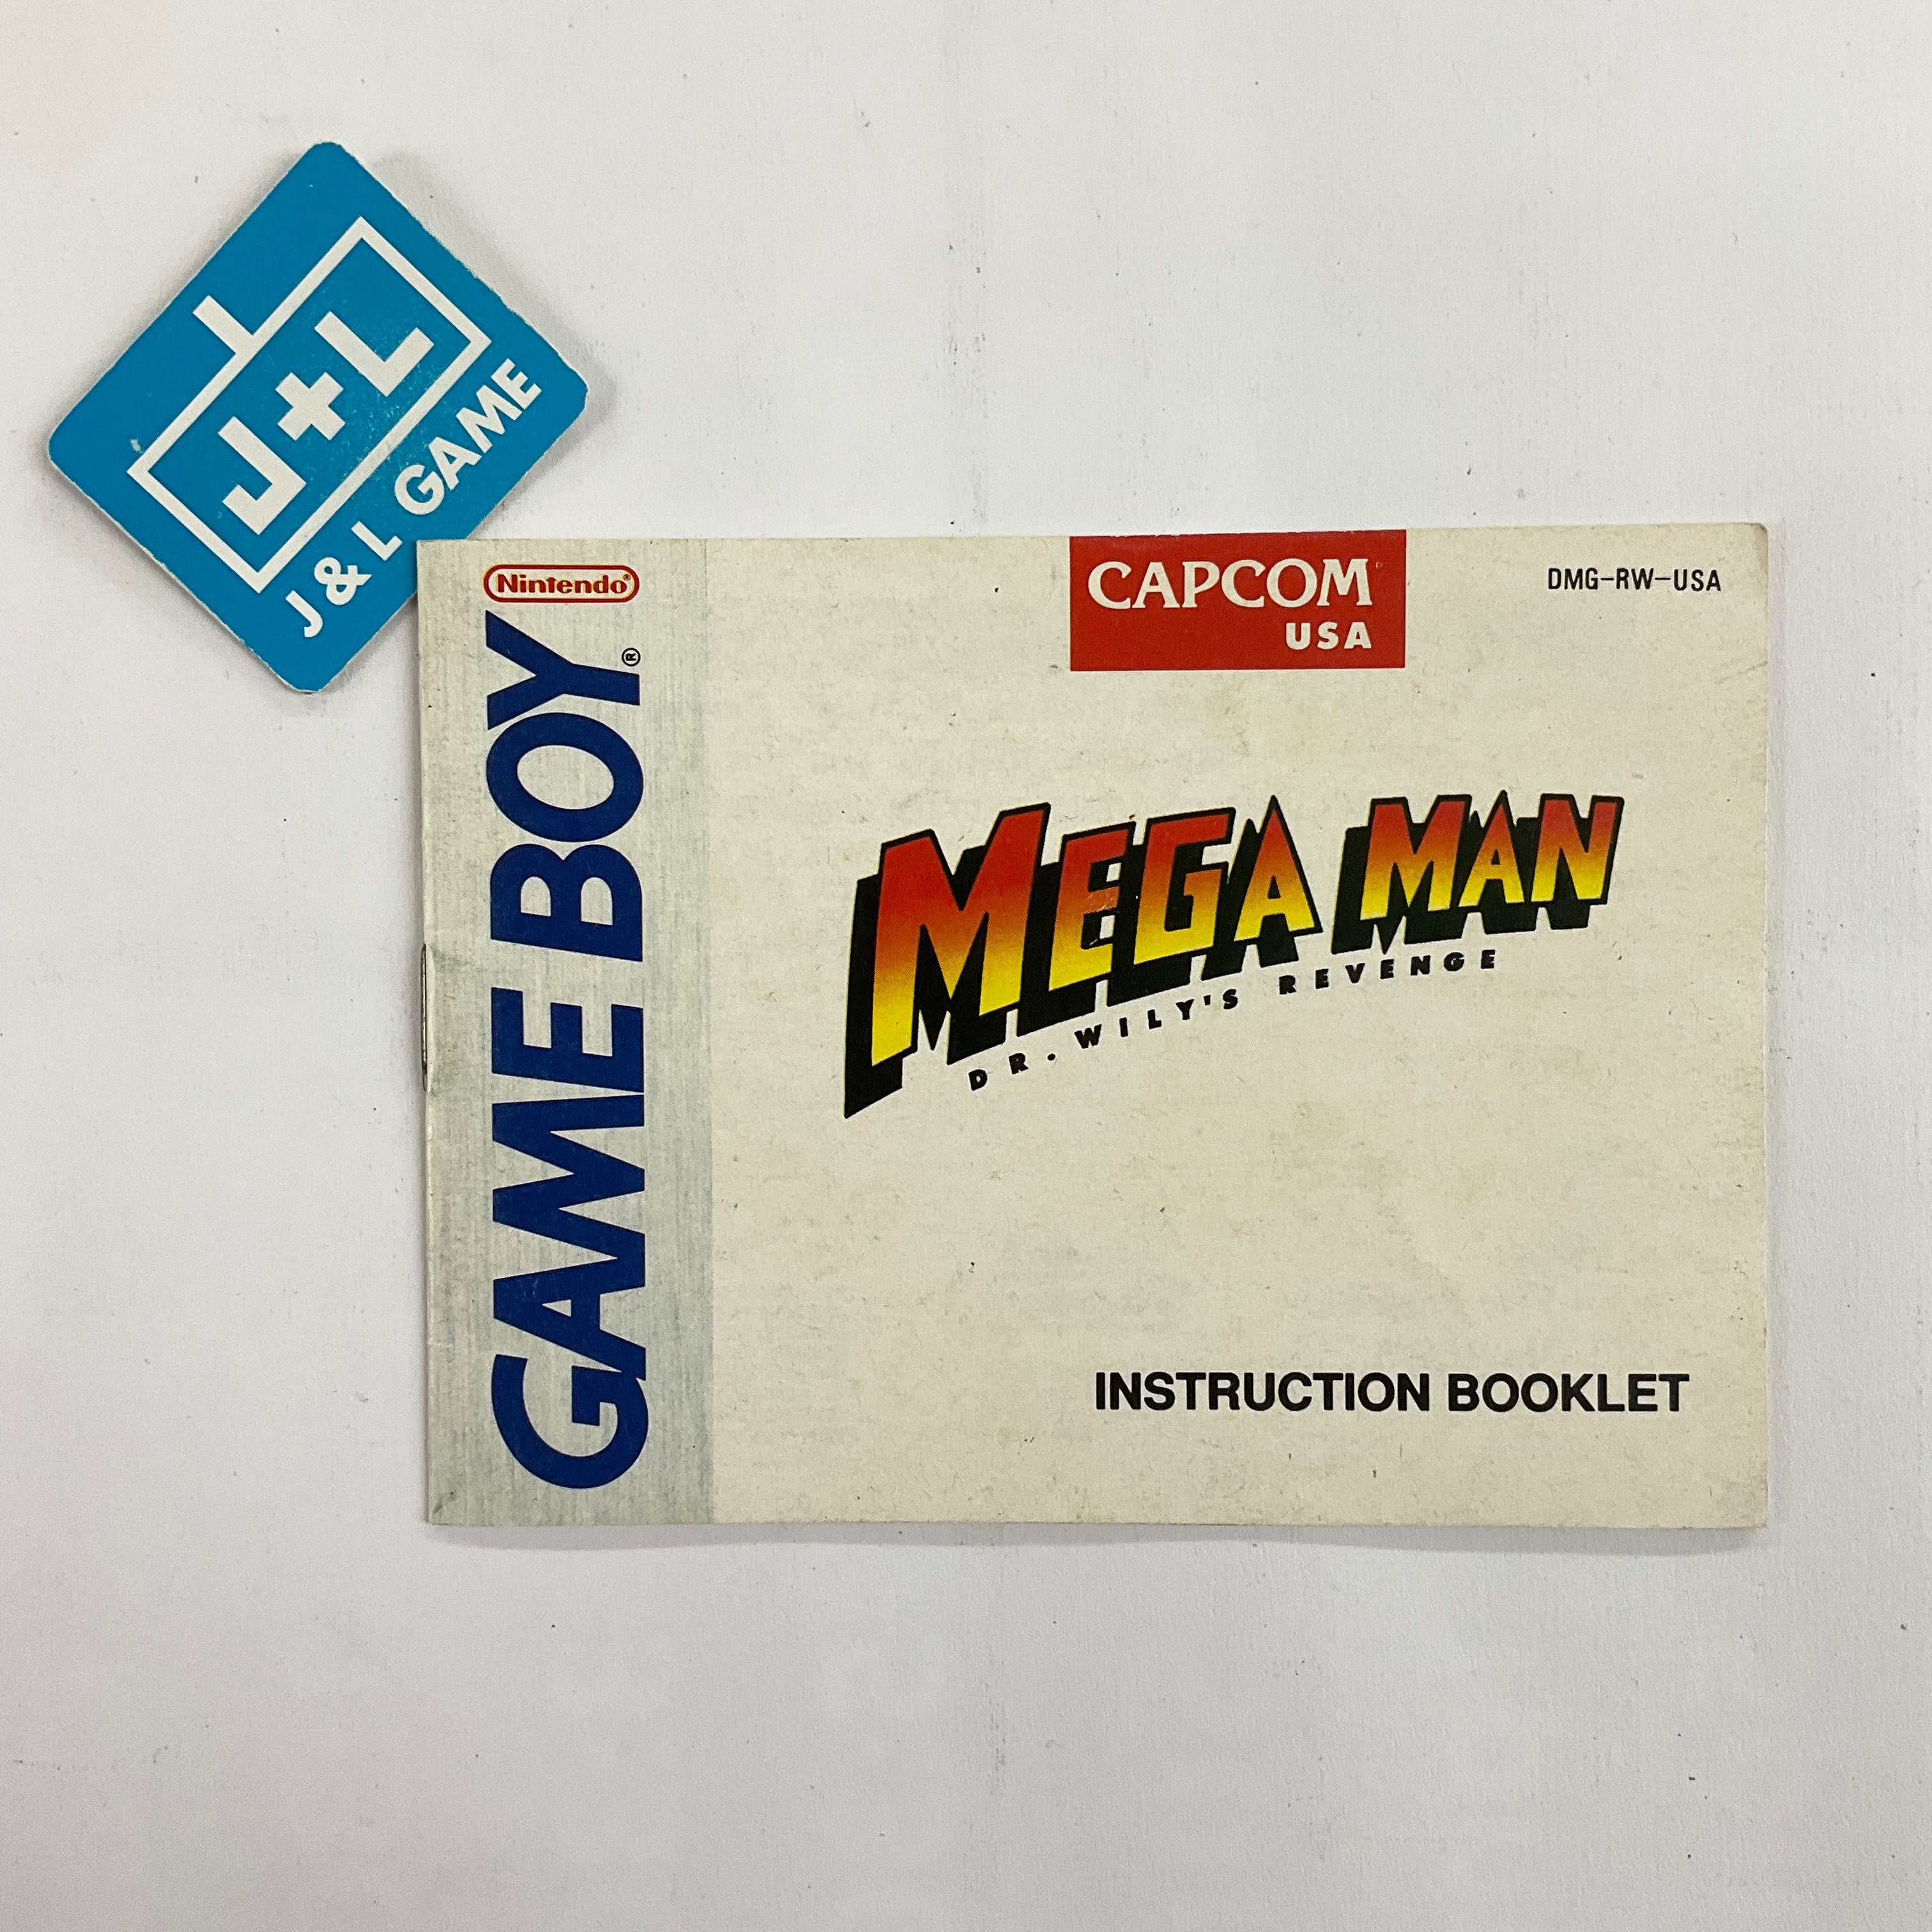 J+L
J & L GAME
Nintendo®
GAME BOY®
CAPCOM
USA
DMG-RW-USA
MEGA MAN
DR. WILY'S REVENGE
INSTRUCTION BOOKLET